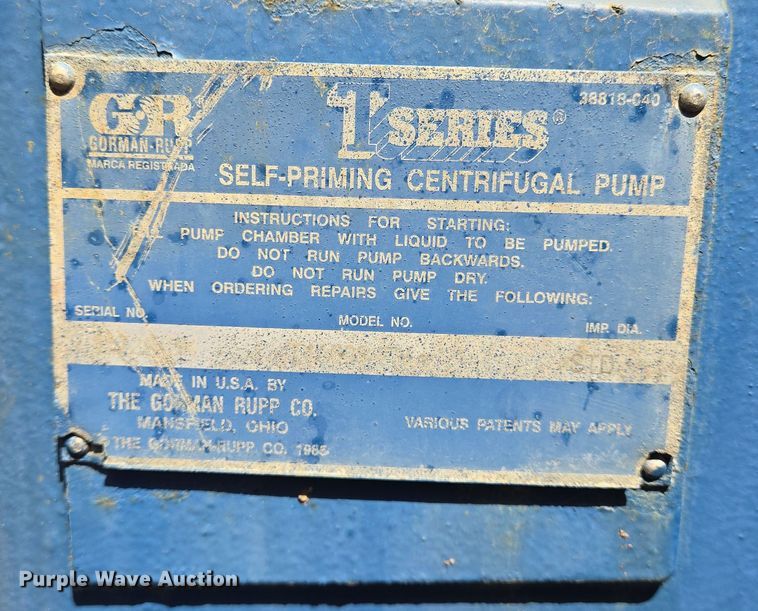 GR
GORMAN-RUPP
MARCA REGISTRADA
T SERIES®
38818-040
SELF-PRIMING CENTRIFUGAL PUMP
INSTRUCTIONS FOR STARTING:
PUMP CHAMBER WITH LIQUID TO BE PUMPED.
DO NOT RUN PUMP BACKWARDS.
DO NOT RUN PUMP DRY.
WHEN ORDERING REPAIRS GIVE THE FOLLOWING:
SERIAL NO. MODEL NO. IMP. DIA.
STD
MADE IN U.S.A. BY
THE GORMAN RUPP CO.
MANSFIELD, OHIO
VARIOUS PATENTS MAY APPLY
© THE GORMAN-RUPP CO.
Purple Wave Auction